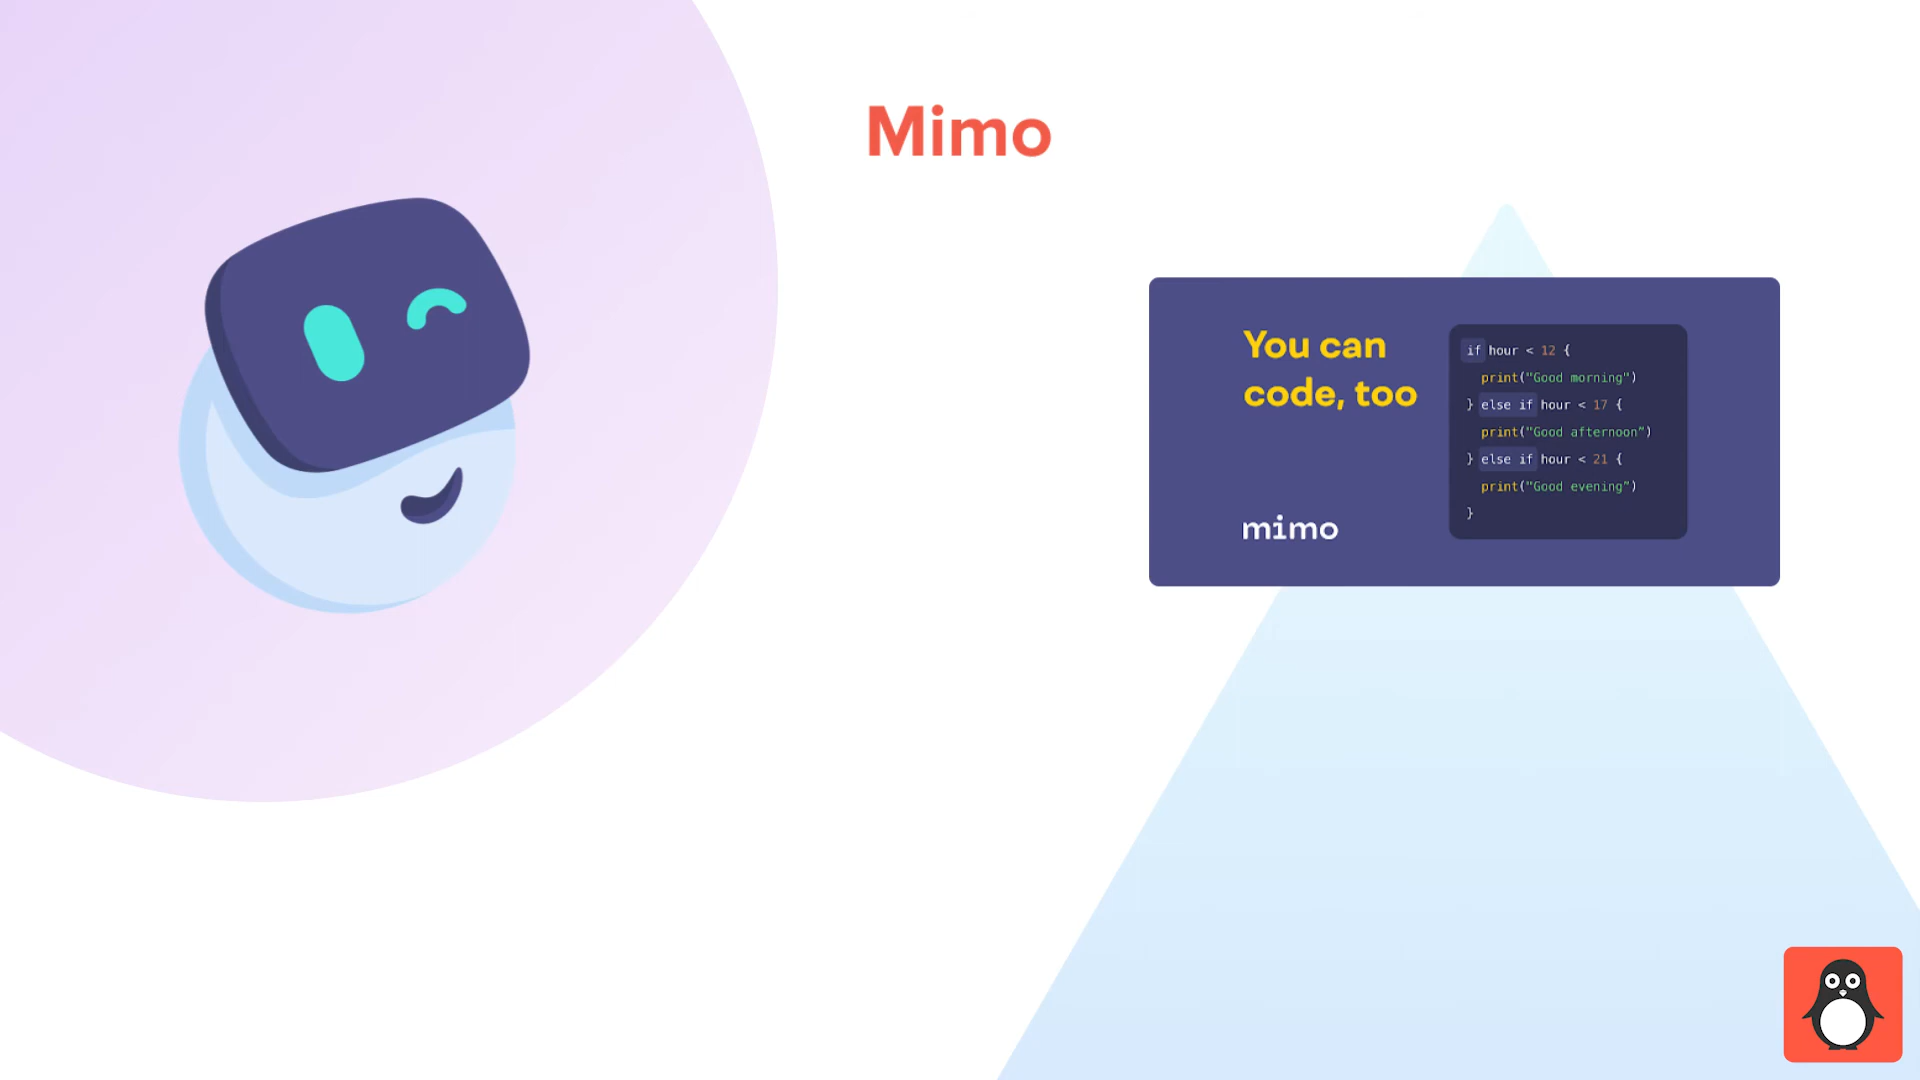 Mimo
You can
code, too
mimo
if hour < 12 {
print("Good morning")
} else if hour < 17 {
print("Good afternoon")
} else if hour < 21 {
print("Good evening")
}